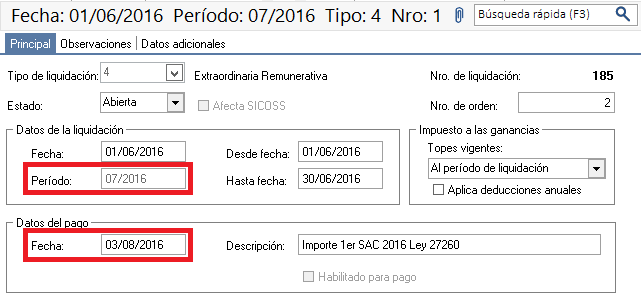 Fecha: 01/06/2016 Período: 07/2016 Tipo: 4 Nro: 1 Búsqueda rápida (F3)
Principal Observaciones Datos adicionales
Tipo de liquidación: 4 Extraordinaria Remunerativa Nro. de liquidación: 185
Estado: Abierta Afecta SICOSS Nro. de orden: 2
Datos de la liquidación Impuesto a las ganancias
Fecha: 01/06/2016 Desde fecha: 01/06/2016 Topes vigentes:
Al período de liquidación
Período: 07/2016 Hasta fecha: 30/06/2016 Aplica deducciones anuales
Datos del pago
Fecha: 03/08/2016 Descripción: Importe 1er SAC 2016 Ley 27260
Habilitado para pago